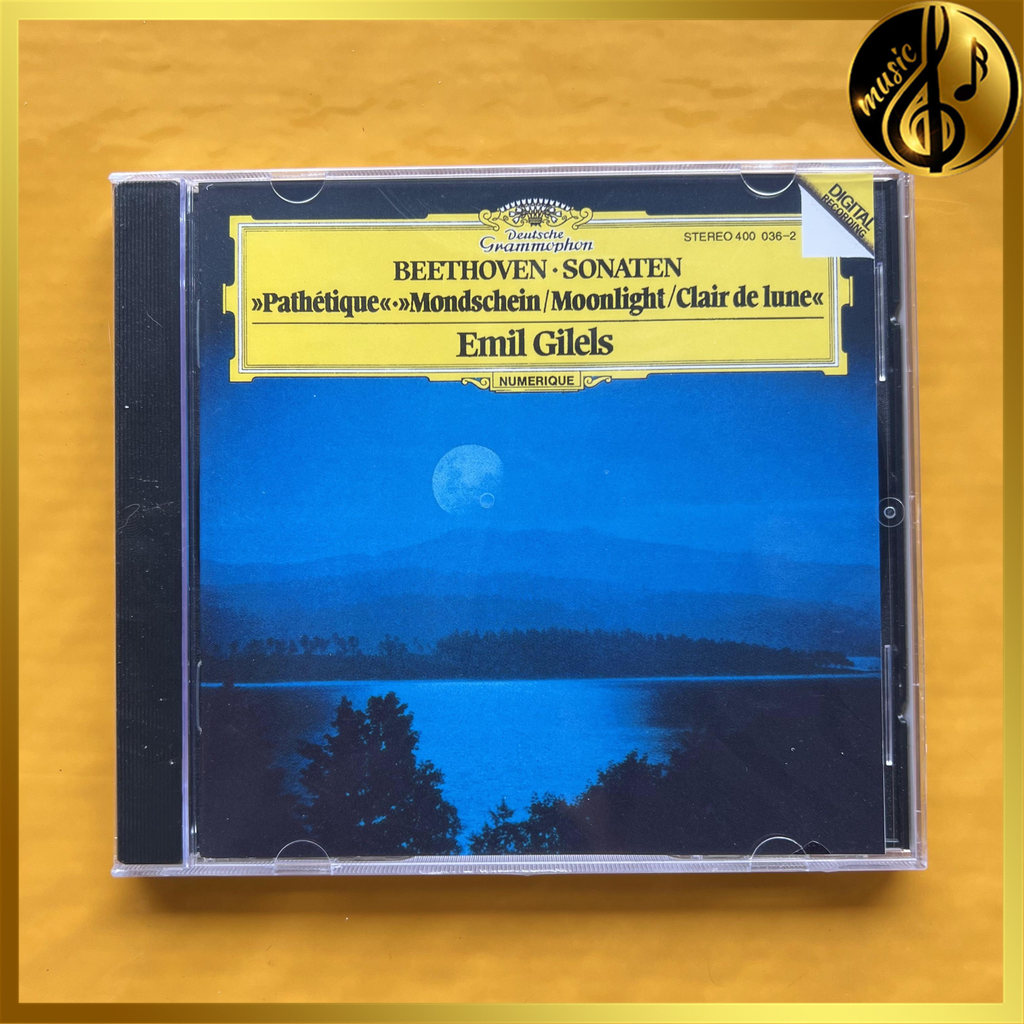 music
DIGITAL
RECORDING
Deutsche
Grammophon
STEREO 400 036-2
BEETHOVEN · SONATEN
»Pathétique«·»Mondschein/Moonlight/Clair de lune«
Emil Gilels
NUMERIQUE